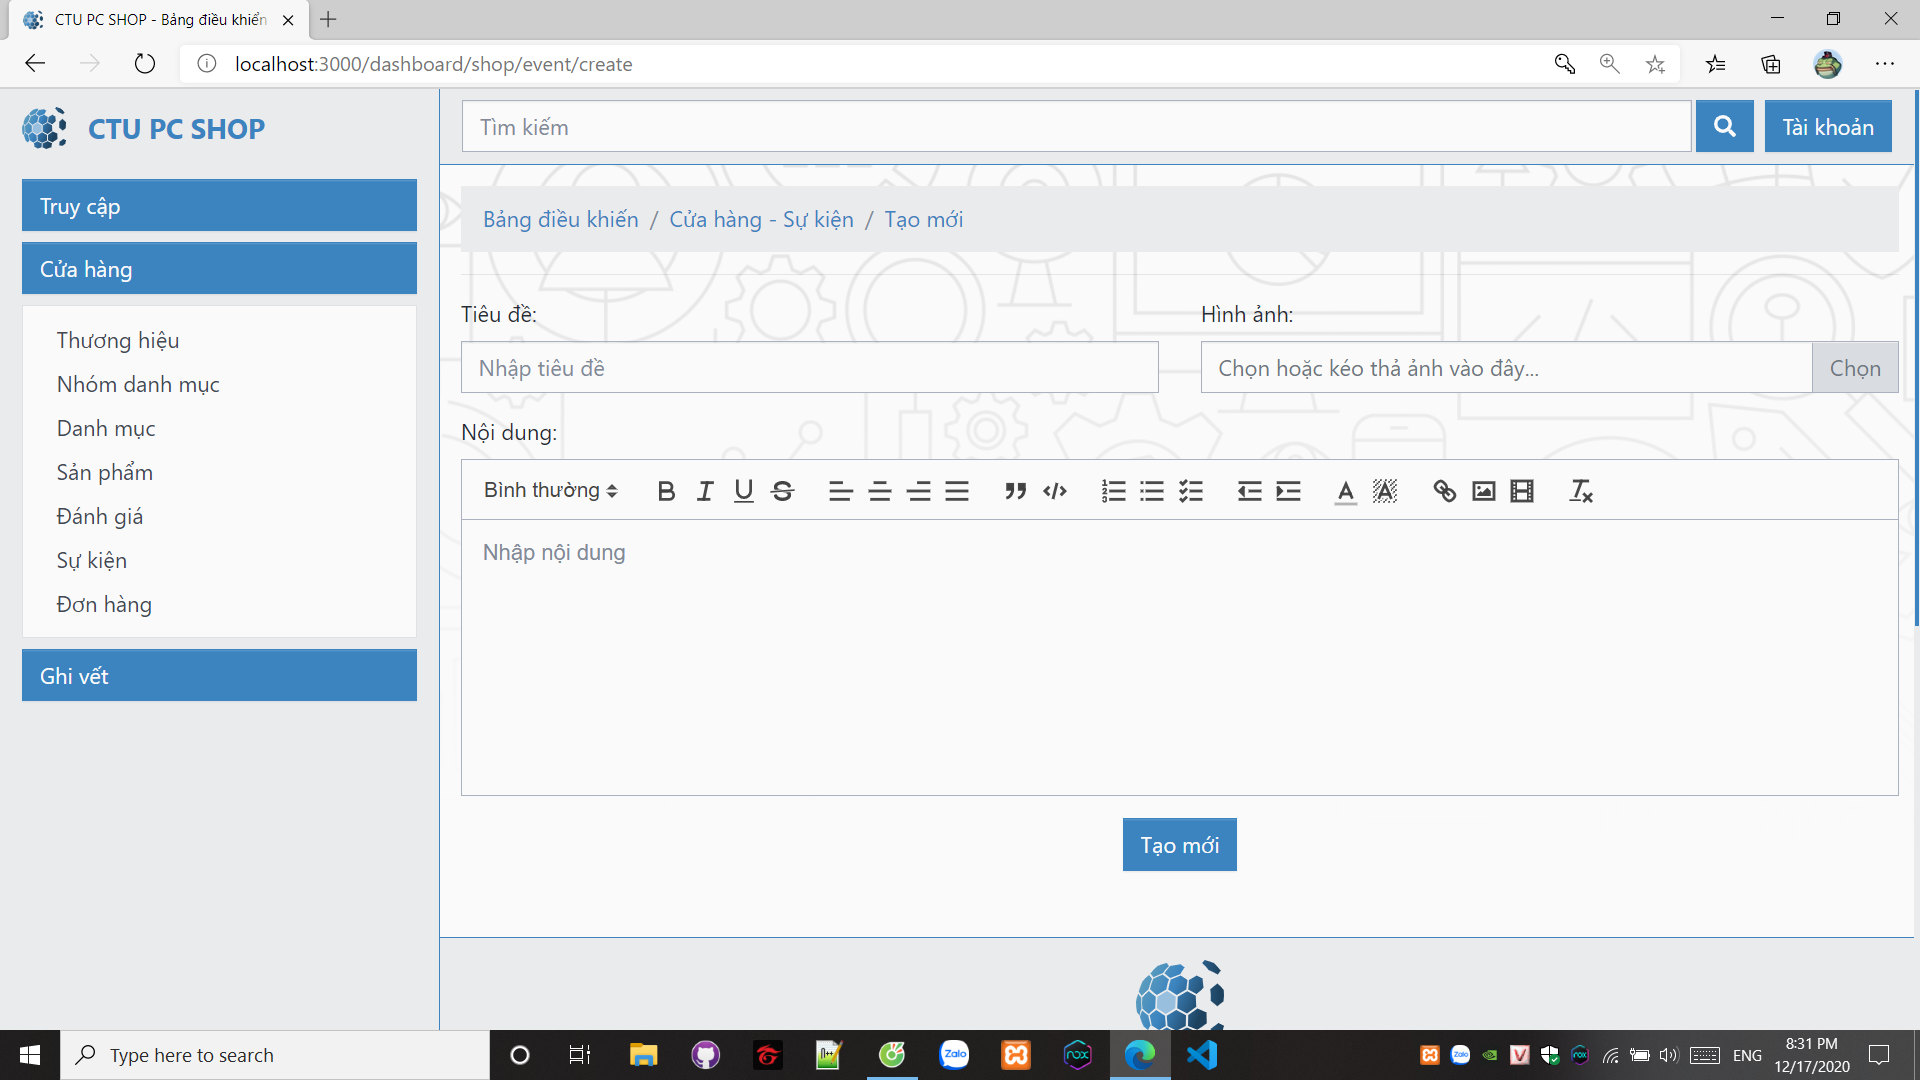 CTU PC SHOP - Bảng điều khiển
localhost:3000/dashboard/shop/event/create
CTU PC SHOP
Tìm kiếm
Tài khoản
Truy cập
Cửa hàng
Thương hiệu
Nhóm danh mục
Danh mục
Sản phẩm
Đánh giá
Sự kiện
Đơn hàng
Ghi vết
Bảng điều khiển / Cửa hàng - Sự kiện / Tạo mới
Tiêu đề:
Nhập tiêu đề
Hình ảnh:
Chọn hoặc kéo thả ảnh vào đây...
Chọn
Nội dung:
Bình thường
Nhập nội dung
Tạo mới
Type here to search
Zalo
nox
ENG
8:31 PM
12/17/2020